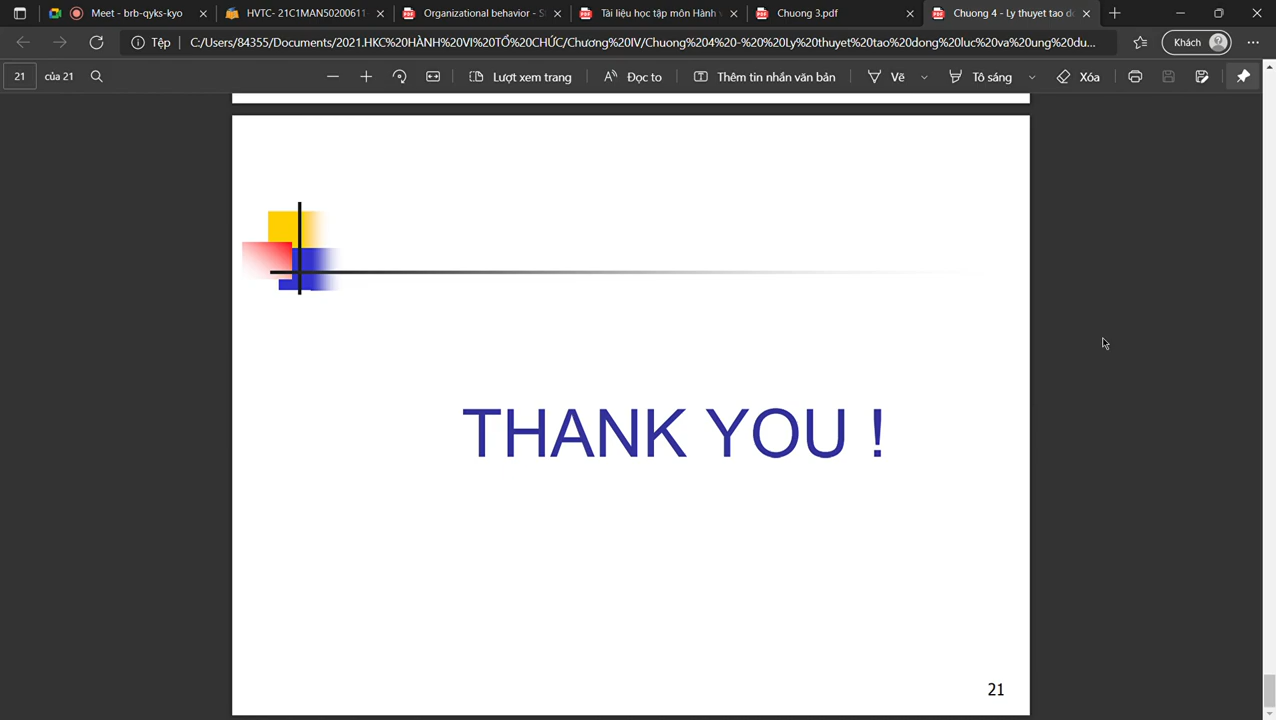 Meet - brb-qyks-kyo
HVTC- 21C1MAN50200611
Organizational behavior - S
Tài liệu học tập môn Hành v
Chuong 3.pdf
Chuong 4 - Ly thuyet tao d
Tệp
C:/Users/84355/Documents/2021.HKC%20HÀNH%20VI%20TỔ%20CHỨC/Chương%20IV/Chuong%204%20-%20%20Ly%20thuyet%20tao%20dong%20luc%20va%20ung%20du...
Khách
21
của 21
Lượt xem trang
Đọc to
Thêm tin nhắn văn bản
Vẽ
Tô sáng
Xóa
THANK YOU !
21